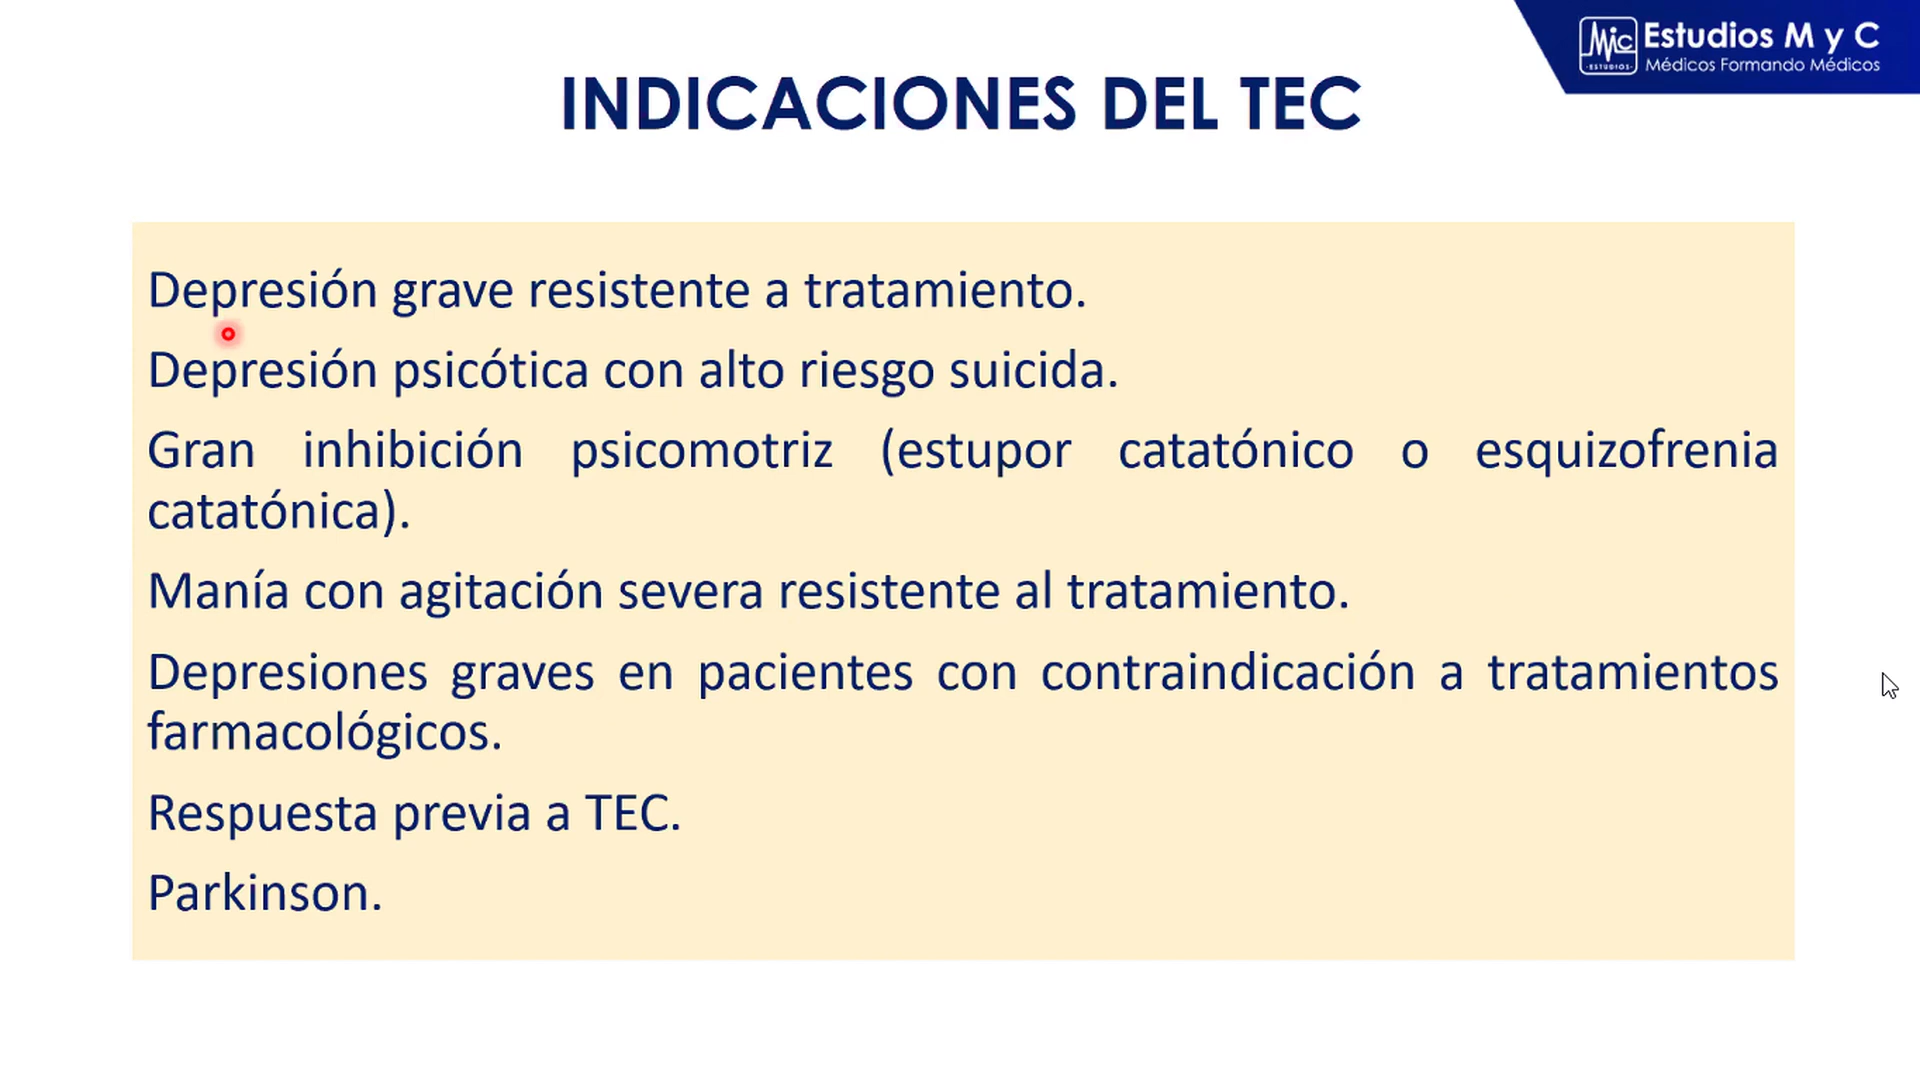 Estudios M y C
Médicos Formando Médicos
Mic
ESTUDIOS
INDICACIONES DEL TEC
Depresión grave resistente a tratamiento.
Depresión psicótica con alto riesgo suicida.
Gran inhibición psicomotriz (estupor catatónico o esquizofrenia
catatónica).
Manía con agitación severa resistente al tratamiento.
Depresiones graves en pacientes con contraindicación a tratamientos
farmacológicos.
Respuesta previa a TEC.
Parkinson.